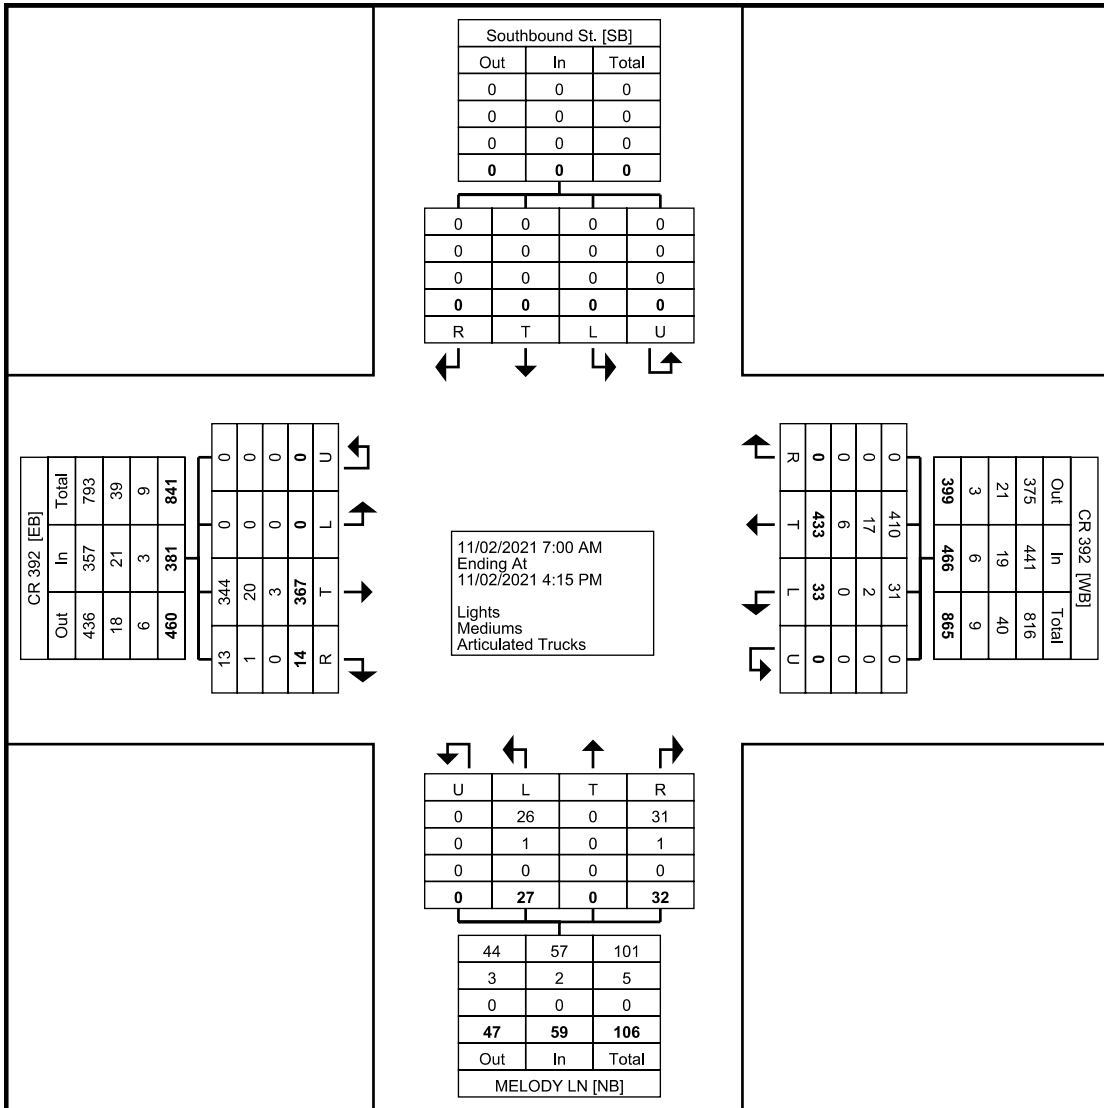 Southbound St. [SB]
Out In Total
0 0 0
0 0 0
0 0 0
0 0 0
0 0 0 0
0 0 0 0
0 0 0 0
0 0 0 0
R T L U
CR 392 [EB]
Total In Out
793 357 436
39 21 18
9 3 6
841 381 460
0 0 344 13
0 0 20 1
0 0 3 0
0 0 367 14
U L T R
11/02/2021 7:00 AM
Ending At
11/02/2021 4:15 PM
Lights
Mediums
Articulated Trucks
CR 392 [WB]
Out In Total
375 441 816
21 19 40
3 6 9
399 466 865
0 410 31 0
0 17 2 0
0 6 0 0
0 433 33 0
R T L U
U L T R
0 26 0 31
0 1 0 1
0 0 0 0
0 27 0 32
44 57 101
3 2 5
0 0 0
47 59 106
Out In Total
MELODY LN [NB]